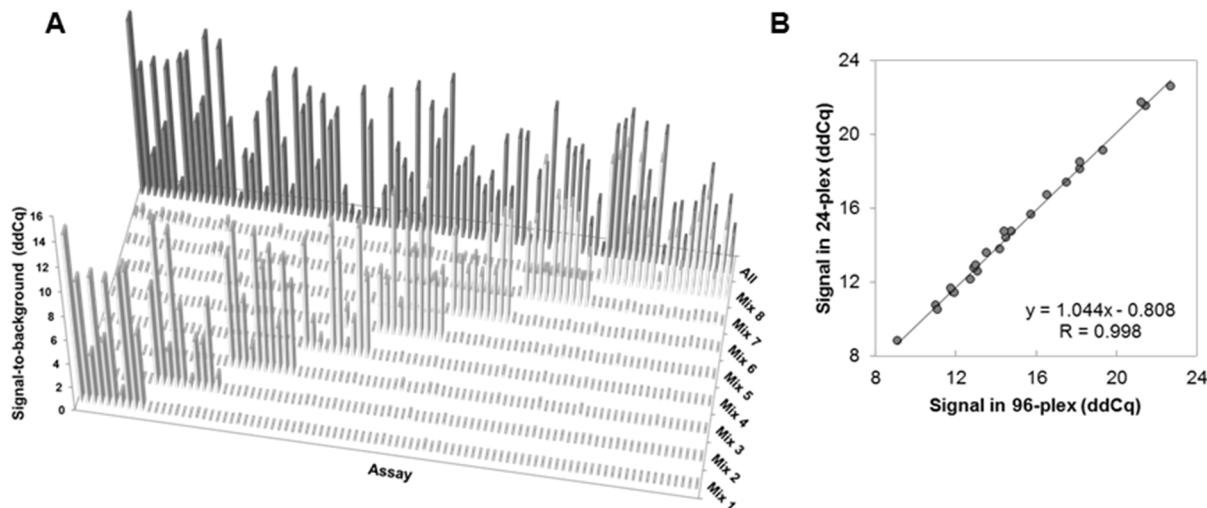 A
Signal-to-background (ddCq)
16
14
12
10
8
6
4
2
0
Assay
All
Mix 8
Mix 7
Mix 6
Mix 5
Mix 4
Mix 3
Mix 2
Mix 1
B
Signal in 24-plex (ddCq)
24
20
16
12
8
y = 1.044x - 0.808
R = 0.998
8 12 16 20 24
Signal in 96-plex (ddCq)